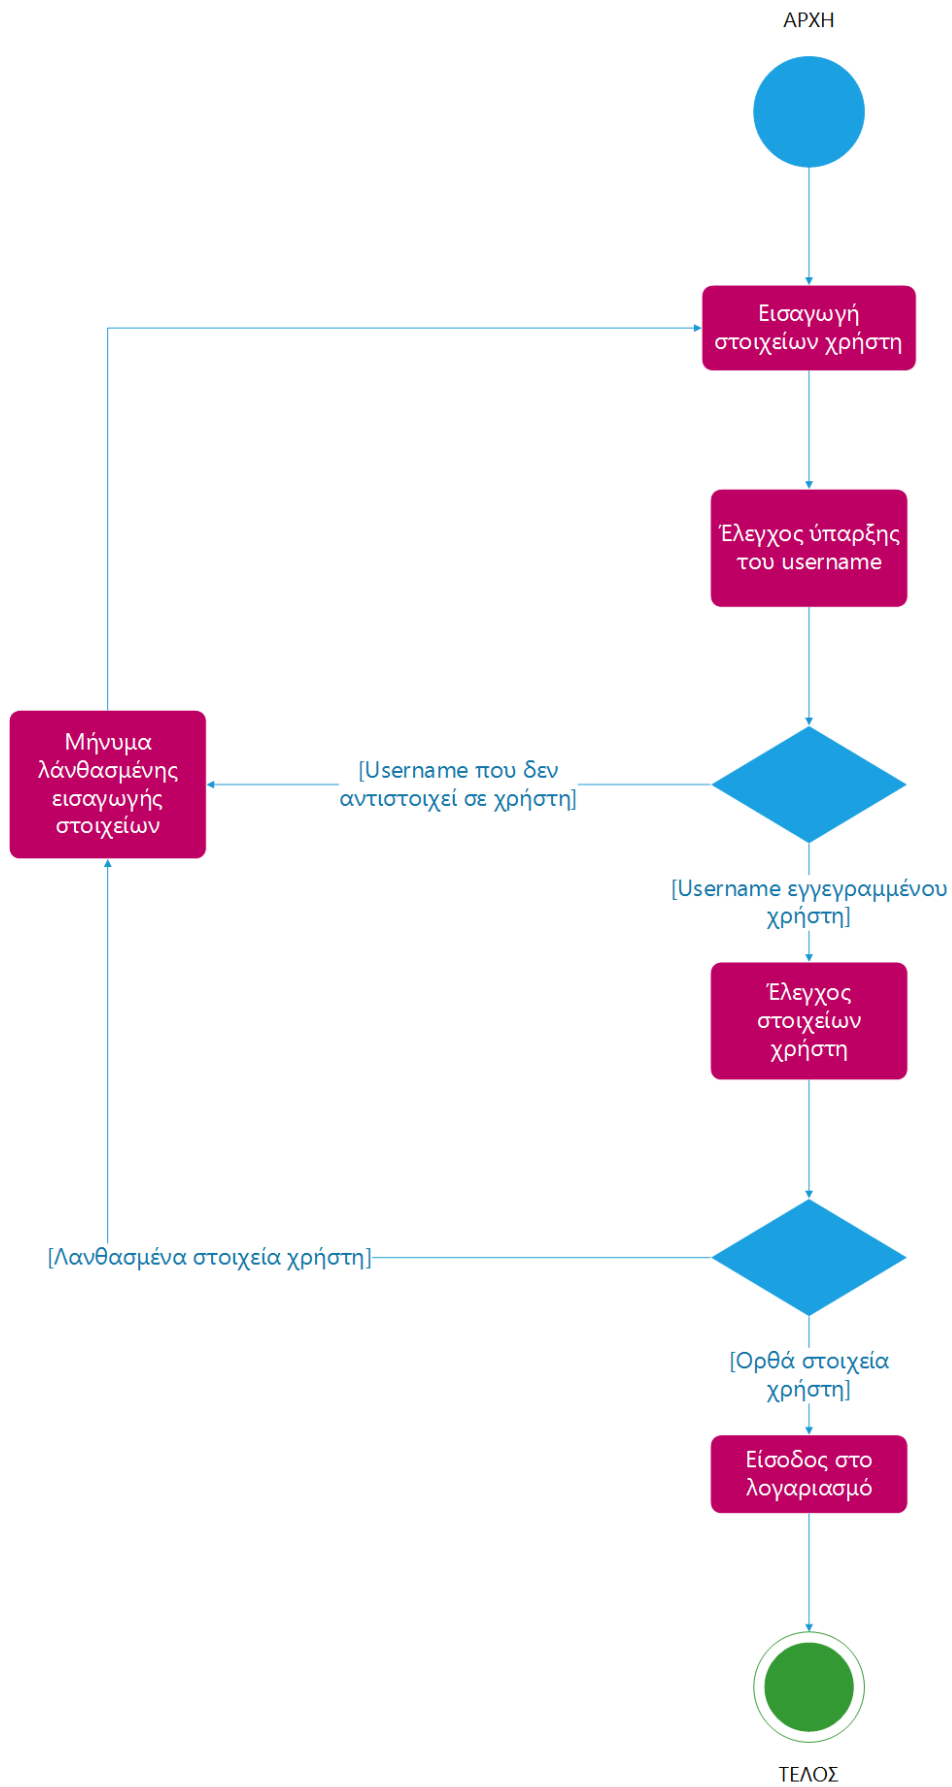 ΑΡΧΗ
Εισαγωγή
στοιχείων χρήστη
Έλεγχος ύπαρξης
του username
Μήνυμα
λάνθασμένης
εισαγωγής
στοιχείων
[Username που δεν
αντιστοιχεί σε χρήστη]
[Username εγγεγραμμένου
χρήστη]
Έλεγχος
στοιχείων
χρήστη
[Λανθασμένα στοιχεία χρήστη]
[Ορθά στοιχεία
χρήστη]
Είσοδος στο
λογαριασμό
ΤΕΛΟΣ